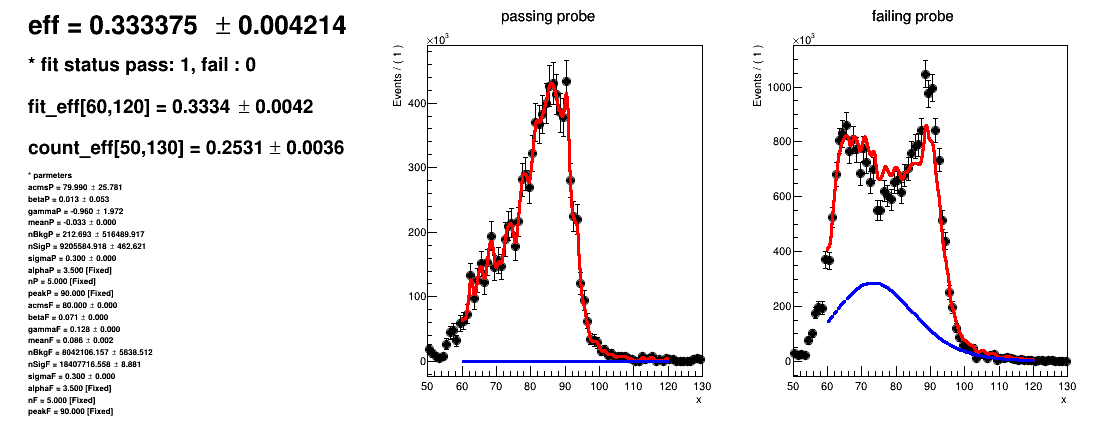 eff = 0.333375 ± 0.004214
* fit status pass: 1, fail : 0
fit_eff[60,120] = 0.3334 ± 0.0042
count_eff[50,130] = 0.2531 ± 0.0036
* parmeters
acmsP = 79.990 ± 25.781
betaP = 0.013 ± 0.053
gammaP = -0.960 ± 1.972
meanP = -0.033 ± 0.000
nBkgP = 212.693 ± 516489.917
nSigP = 9205584.918 ± 462.621
sigmaP = 0.300 ± 0.000
alphaP = 3.500 [Fixed]
nP = 5.000 [Fixed]
peakP = 90.000 [Fixed]
acmsF = 80.000 ± 0.000
betaF = 0.071 ± 0.000
gammaF = 0.128 ± 0.000
meanF = 0.086 ± 0.002
nBkgF = 8042106.157 ± 5838.512
nSigF = 18407716.558 ± 8.881
sigmaF = 0.300 ± 0.000
alphaF = 3.500 [Fixed]
nF = 5.000 [Fixed]
peakF = 90.000 [Fixed]
passing probe
×10³
Events / ( 1 )
400
300
200
100
0
50 60 70 80 90 100 110 120 130
x
failing probe
×10³
Events / ( 1 )
1000
800
600
400
200
0
50 60 70 80 90 100 110 120 130
x